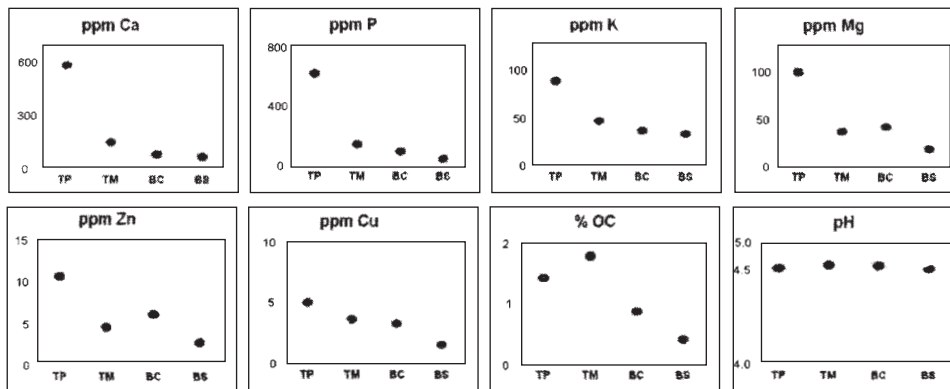 ppm Ca
600
300
0
TP TM BC BS
ppm P
800
400
0
TP TM BC BS
ppm K
100
50
0
TP TM BC BS
ppm Mg
100
50
0
TP TM BC BS
ppm Zn
15
10
5
0
TP TM BC BS
ppm Cu
10
5
0
TP TM BC BS
% OC
2
1
0
TP TM BC BS
pH
5.0
4.5
4.0
TP TM BC BS